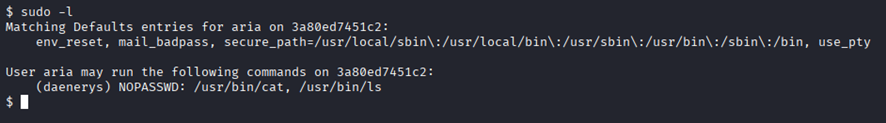 $ sudo -l
Matching Defaults entries for aria on 3a80ed7451c2:
    env_reset, mail_badpass, secure_path=/usr/local/sbin\:/usr/local/bin\:/usr/sbin\:/usr/bin\:/sbin\:/bin, use_pty

User aria may run the following commands on 3a80ed7451c2:
    (daenerys) NOPASSWD: /usr/bin/cat, /usr/bin/ls
$